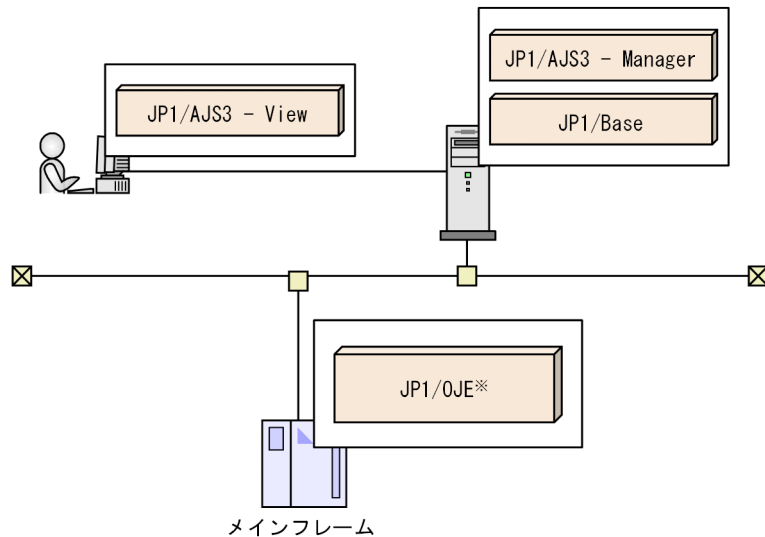 JP1/AJS3 - Manager
JP1/AJS3 - View
JP1/Base
JP1/OJE※
メインフレーム